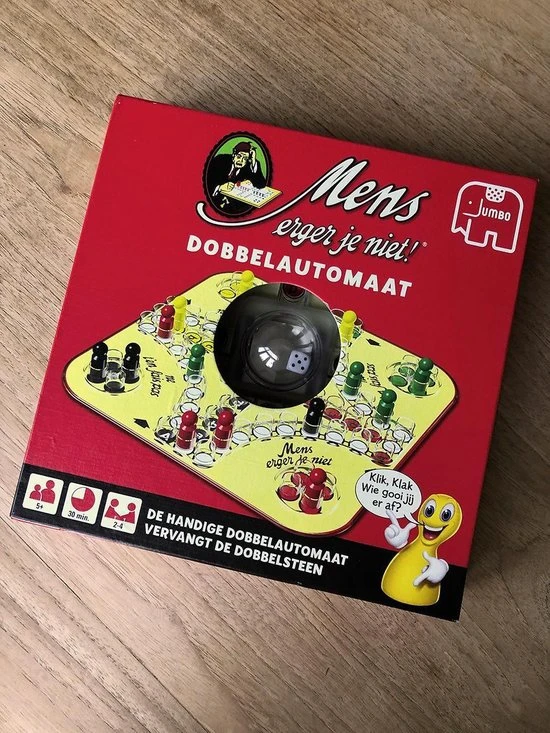 Mens
erger je niet!®
DOBBELAUTOMAAT
JUMBO
Mens
erger je niet
Klik, Klak
Wie gooi jij
er af?
5+
30 min.
2-4
DE HANDIGE DOBBELAUTOMAAT
VERVANGT DE DOBBELSTEEN